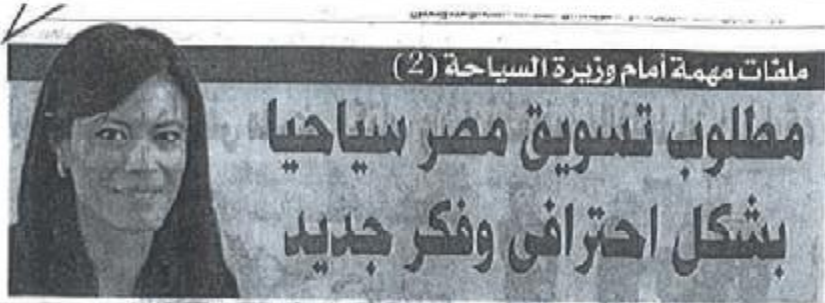 ملفات مهمة أمام وزيرة السياحة (2)
مطلوب تسويق مصر سياحيا
بشكل احترافى وفكر جديد